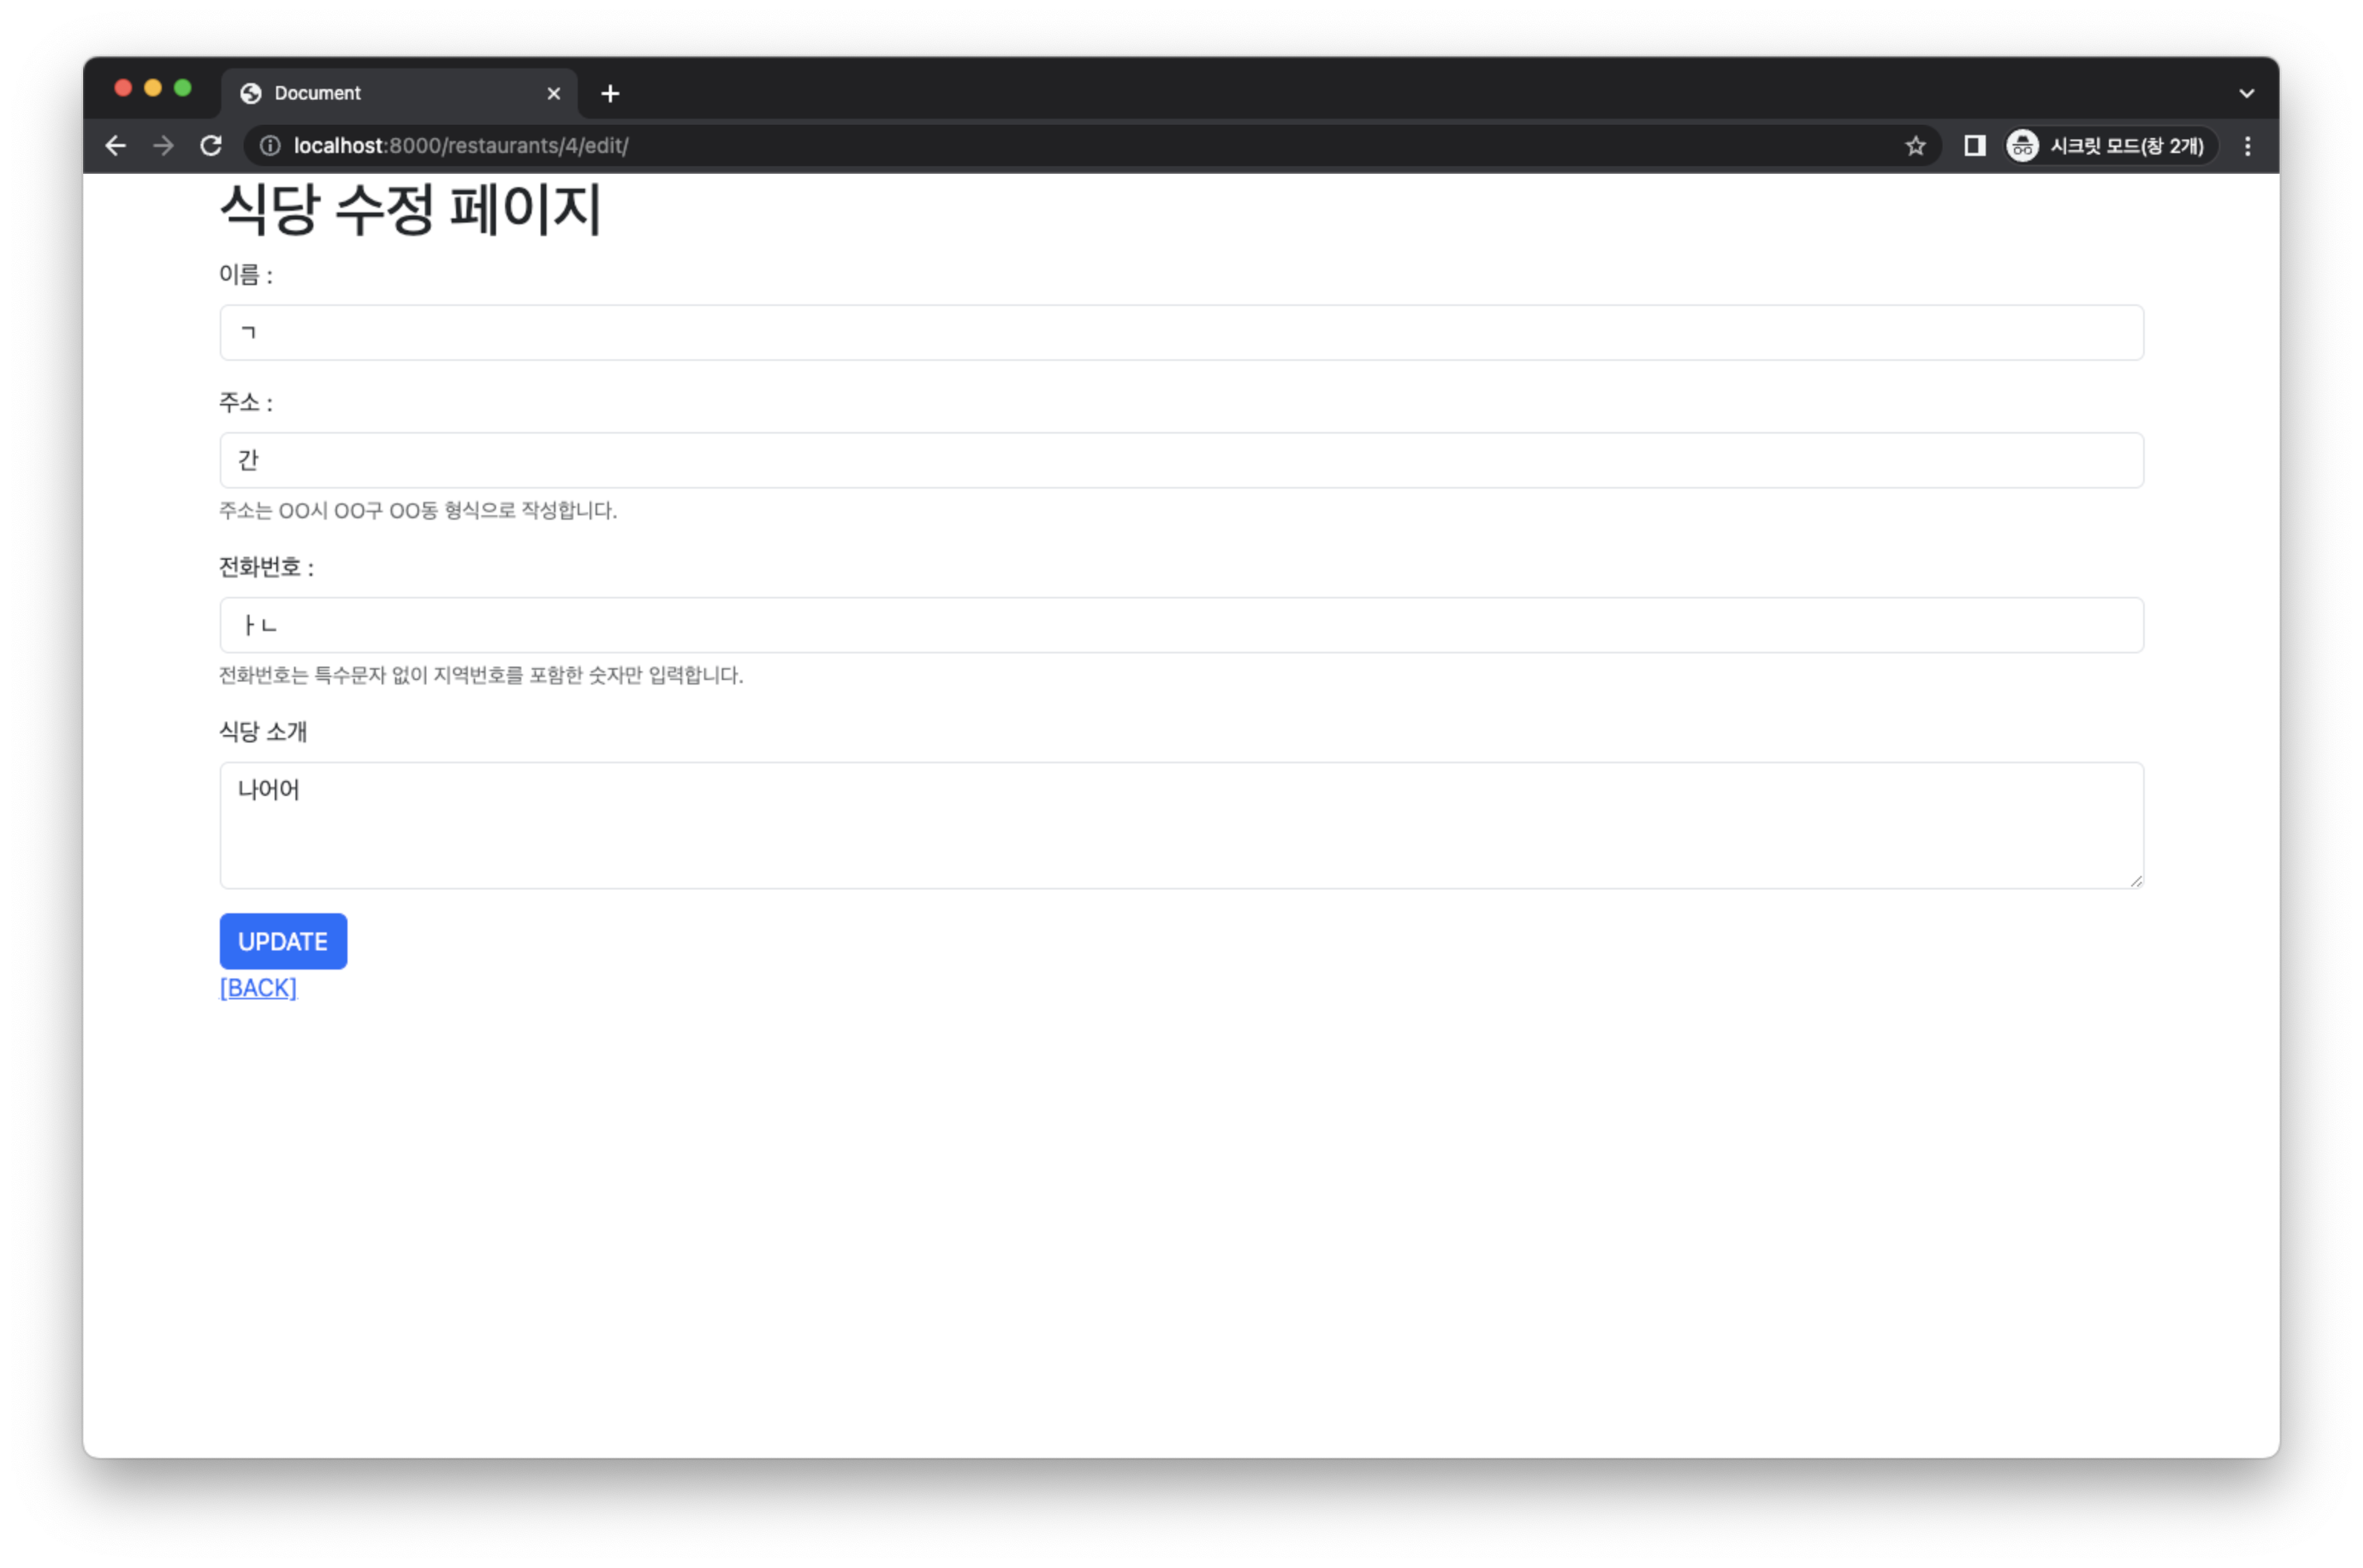 Document
localhost:8000/restaurants/4/edit/
시크릿 모드(창 2개)
식당 수정 페이지
이름 :
ㄱ
주소 :
간
주소는 OO시 OO구 OO동 형식으로 작성합니다.
전화번호 :
ㅏㄴ
전화번호는 특수문자 없이 지역번호를 포함한 숫자만 입력합니다.
식당 소개
나어어
UPDATE
[BACK]